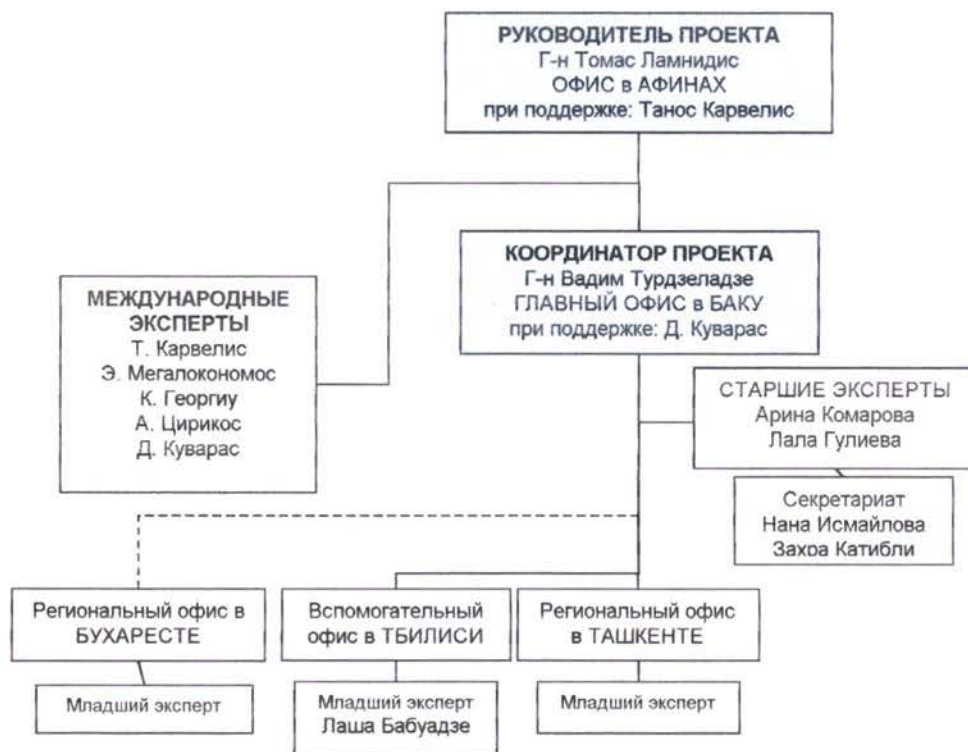 РУКОВОДИТЕЛЬ ПРОЕКТА
Г-н Томас Ламнидис
ОФИС в АФИНАХ
при поддержке: Танос Карвелис
КООРДИНАТОР ПРОЕКТА
Г-н Вадим Турдзеладзе
ГЛАВНЫЙ ОФИС в БАКУ
при поддержке: Д. Куварас
МЕЖДУНАРОДНЫЕ
ЭКСПЕРТЫ
Т. Карвелис
Э. Мегалокономос
К. Георгиу
А. Цирикос
Д. Куварас
СТАРШИЕ ЭКСПЕРТЫ
Арина Комарова
Лала Гулиева
Секретариат
Нана Исмайлова
Захра Катибли
Региональный офис в
БУХАРЕСТЕ
Вспомогательный
офис в ТБИЛИСИ
Региональный офис
в ТАШКЕНТЕ
Младший эксперт
Младший эксперт
Лаша Бабуадзе
Младший эксперт